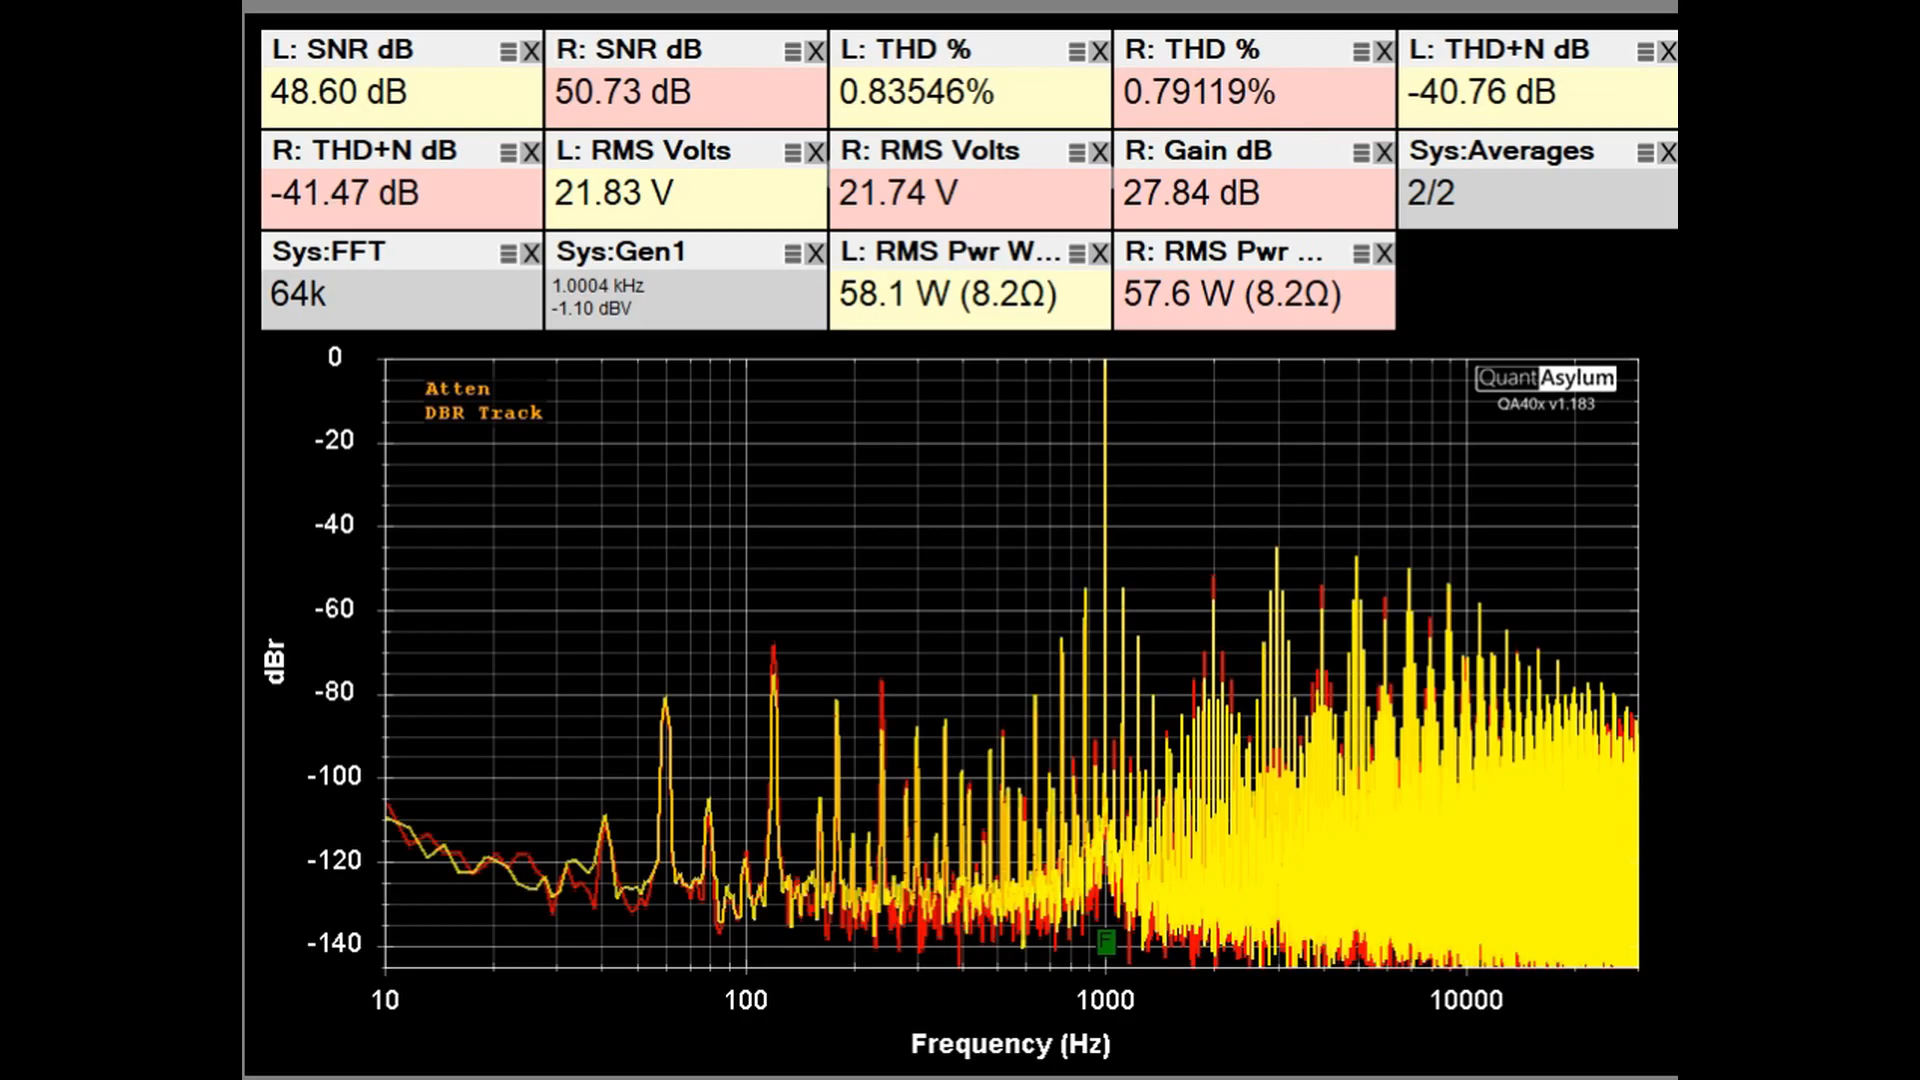 L: SNR dB
48.60 dB
R: SNR dB
50.73 dB
L: THD %
0.83546%
R: THD %
0.79119%
L: THD+N dB
-40.76 dB
R: THD+N dB
-41.47 dB
L: RMS Volts
21.83 V
R: RMS Volts
21.74 V
R: Gain dB
27.84 dB
Sys:Averages
2/2
Sys:FFT
64k
Sys:Gen1
1.0004 kHz
-1.10 dBV
L: RMS Pwr W...
58.1 W (8.2Ω)
R: RMS Pwr ...
57.6 W (8.2Ω)
Atten
DBR Track
QuantAsylum
QA40x v1.183
0
-20
-40
-60
-80
-100
-120
-140
dBr
F
10
100
1000
10000
Frequency (Hz)